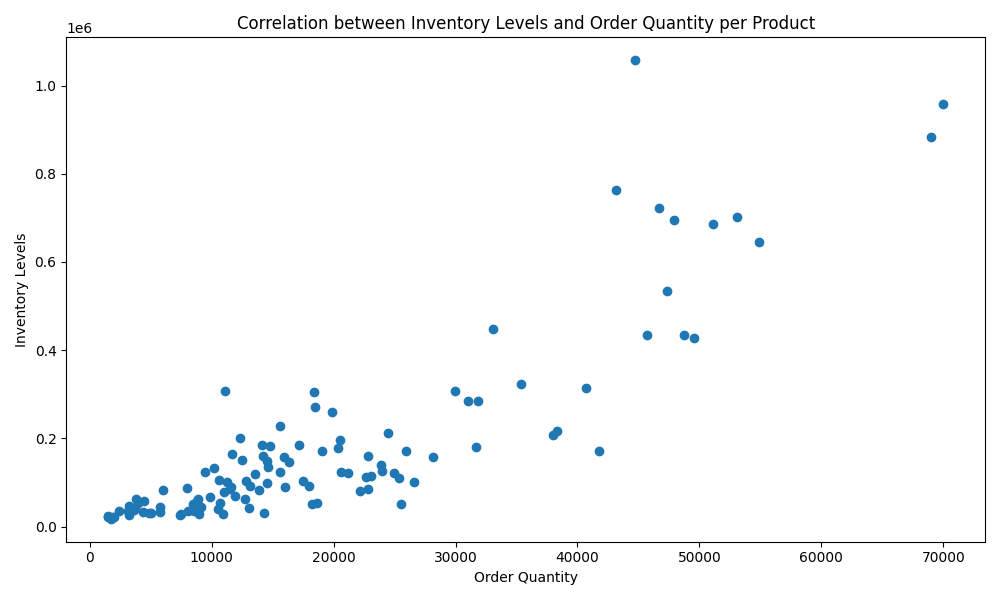 Correlation between Inventory Levels and Order Quantity per Product
1e6
1.0
0.8
0.6
0.4
0.2
0.0
Inventory Levels
0 10000 20000 30000 40000 50000 60000 70000
Order Quantity